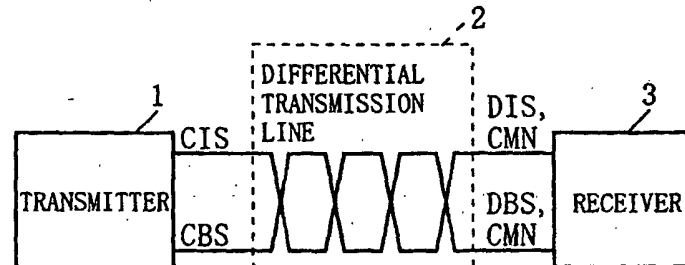 2
DIFFERENTIAL
TRANSMISSION
LINE
1
3
CIS
DIS,
CMN
TRANSMITTER
RECEIVER
CBS
DBS,
CMN